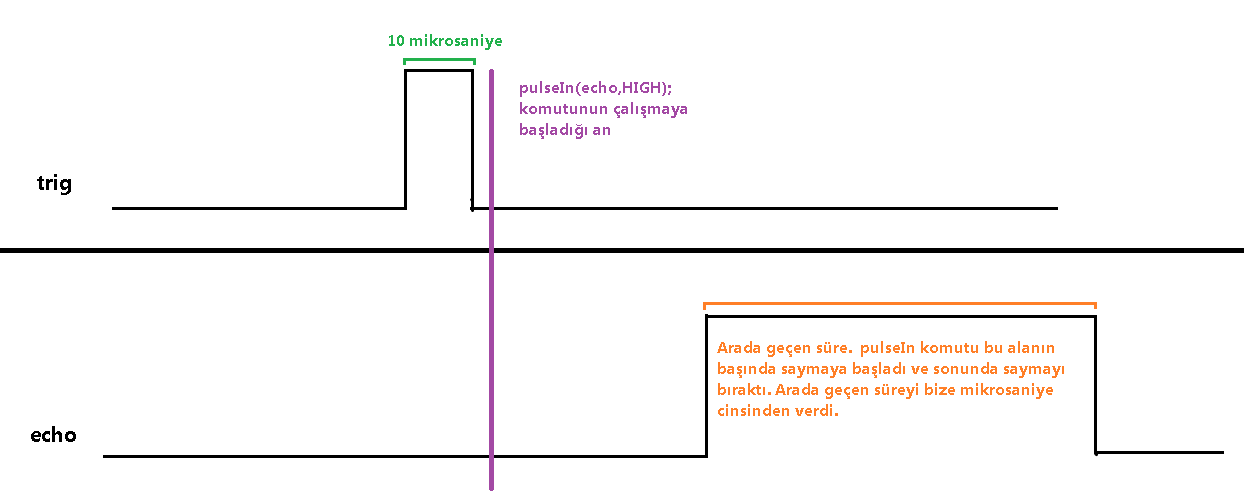 10 mikrosaniye
pulseIn(echo,HIGH);
komutunun çalışmaya
başladığı an
trig
Arada geçen süre.  pulseIn komutu bu alanın
başında saymaya başladı ve sonunda saymayı
bıraktı. Arada geçen süreyi bize mikrosaniye
cinsinden verdi.
echo